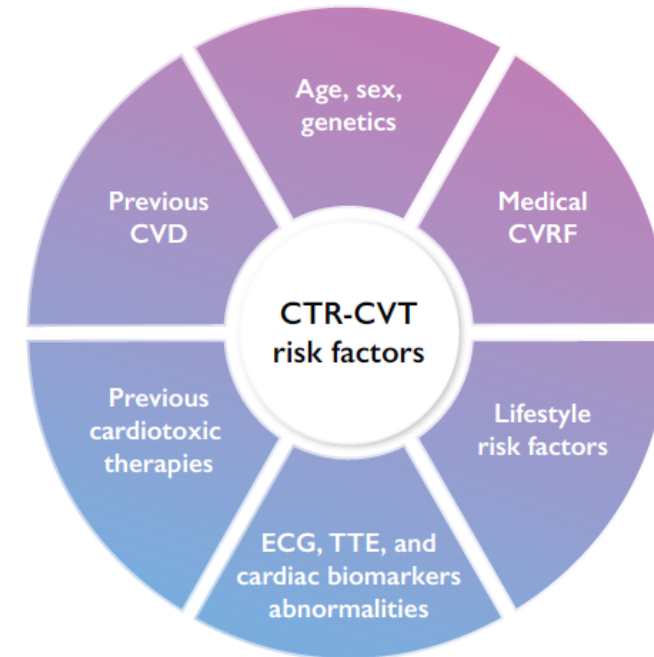 Age, sex,
genetics
Medical
CVRF
Lifestyle
risk factors
ECG, TTE, and
cardiac biomarkers
abnormalities
Previous
cardiotoxic
therapies
Previous
CVD
CTR-CVT
risk factors